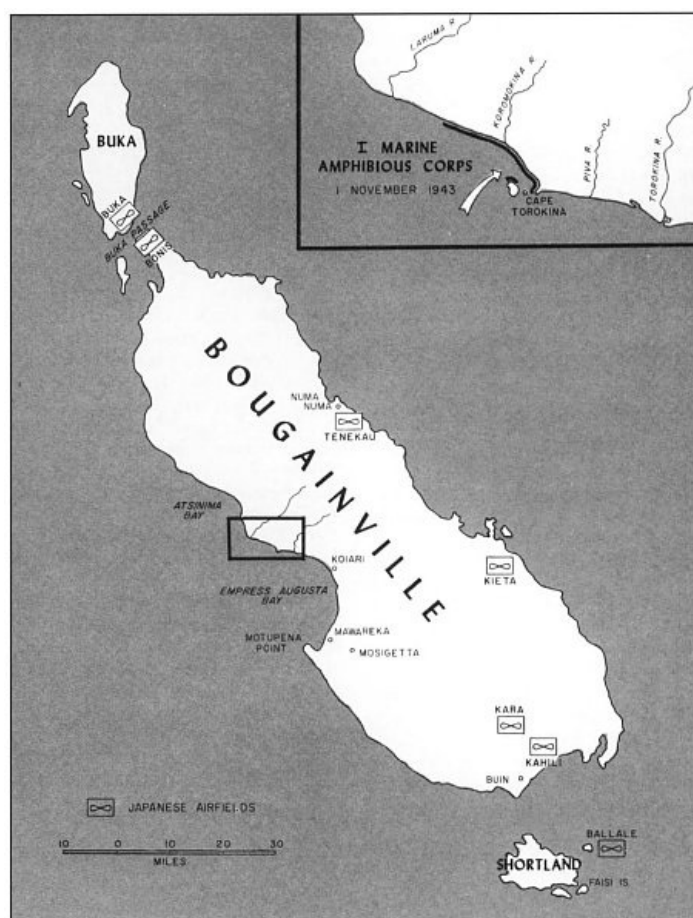 LARUMA R.
KOROMOKINA R.
PIVA R.
TOROKINA R.
I MARINE
AMPHIBIOUS CORPS
1 NOVEMBER 1943
CAPE
TOROKINA
BUKA
BUKA
BUKA PASSAGE
BONIS
BOUGAINVILLE
NUMA
NUMA
TENEKAU
ATSINIMA
BAY
KOIARI
KIETA
EMPRESS AUGUSTA
BAY
MOTUPENA
POINT
MAWAREKA
MOSIGETTA
KARA
KAHILI
BUIN
JAPANESE AIRFIELDS
10 0 10 20 30
MILES
BALLALE
SHORTLAND
FAISI IS.